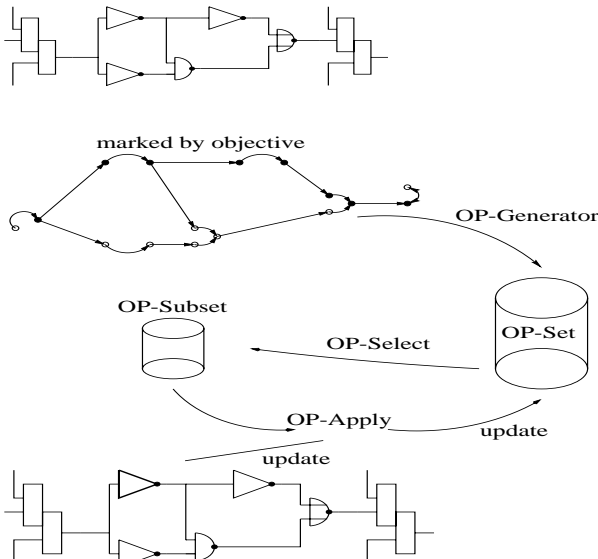 marked by objective
OP-Generator
OP-Subset
OP-Set
OP-Select
OP-Apply
update
update